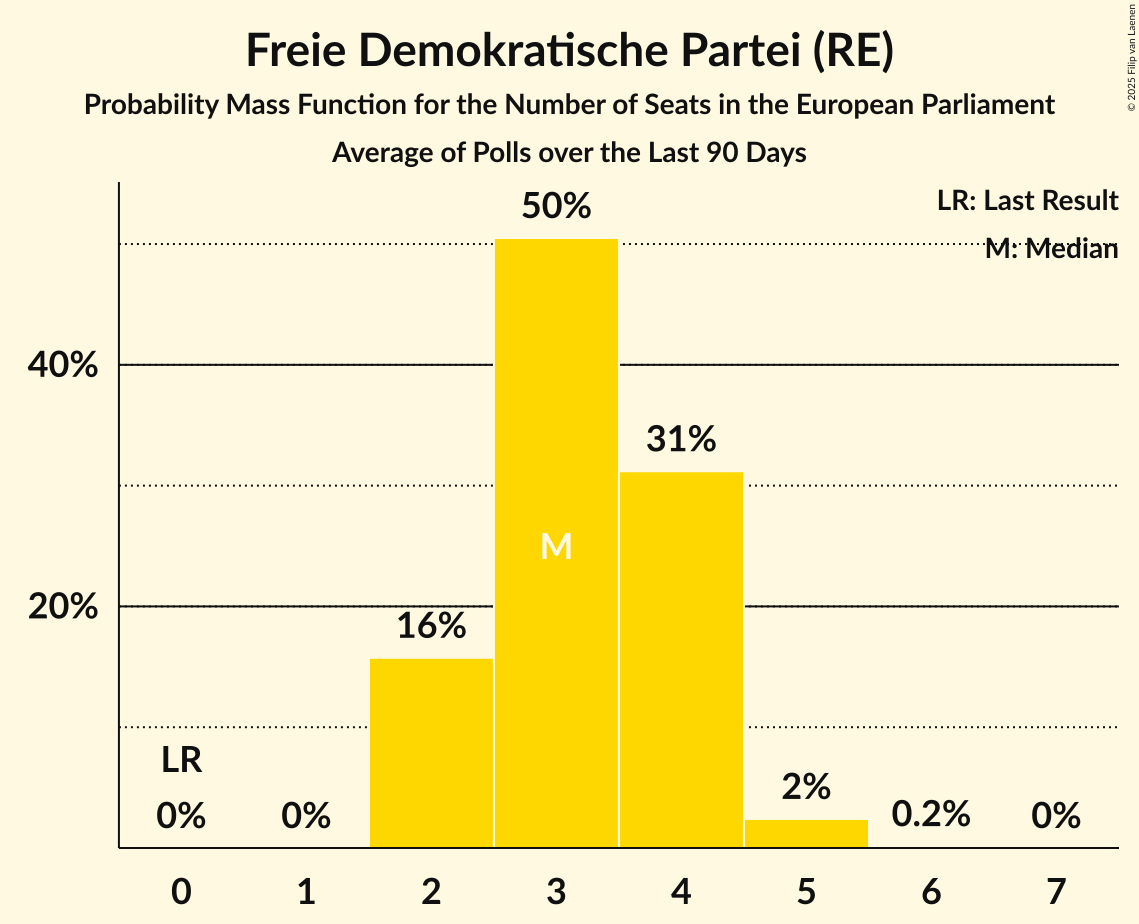 Freie Demokratische Partei (RE)
Probability Mass Function for the Number of Seats in the European Parliament
Average of Polls over the Last 90 Days
© 2025 Filip van Laenen
LR: Last Result
M: Median
50%
40%
31%
M
20%
16%
LR
0%
0%
2%
0.2%
0%
0 1 2 3 4 5 6 7